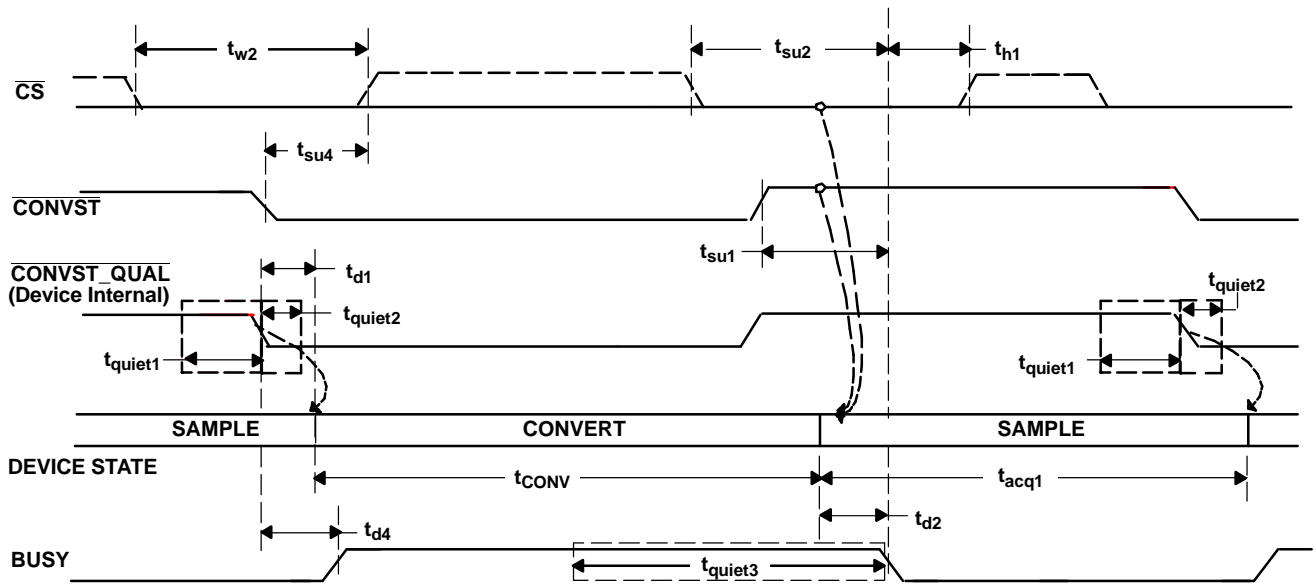 tw2
tsu2
th1
CS
tsu4
CONVST
tsu1
CONVST_QUAL
(Device Internal)
td1
tquiet2
tquiet2
tquiet1
tquiet1
SAMPLE
CONVERT
SAMPLE
DEVICE STATE
tCONV
tacq1
td4
td2
BUSY
tquiet3